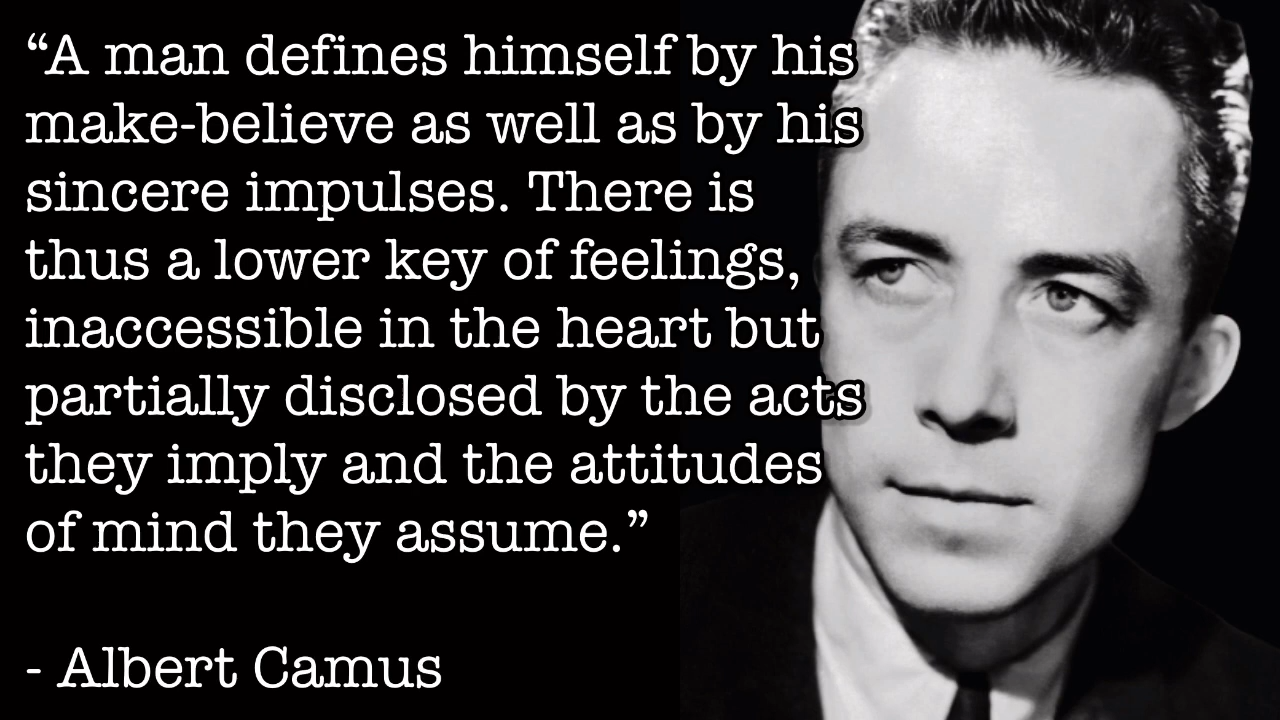 “A man defines himself by his
make-believe as well as by his
sincere impulses. There is
thus a lower key of feelings,
inaccessible in the heart but
partially disclosed by the acts
they imply and the attitudes
of mind they assume.”
- Albert Camus